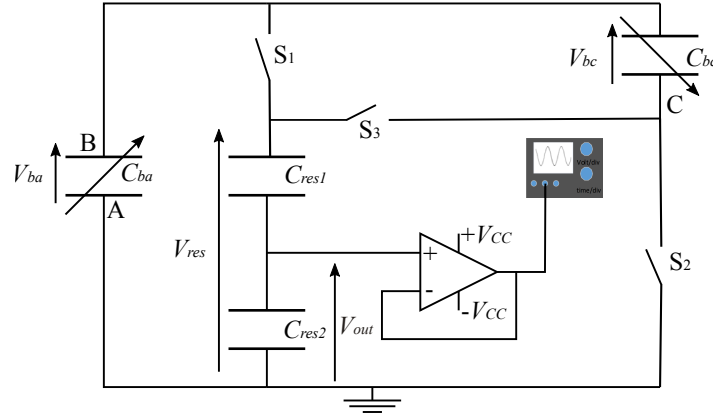 S1
Vbc
Cbc
C
S3
B
Vba
Cba
A
Cres1
Volt/div
time/div
Vres
+VCC
+
-
-VCC
S2
Cres2
Vout